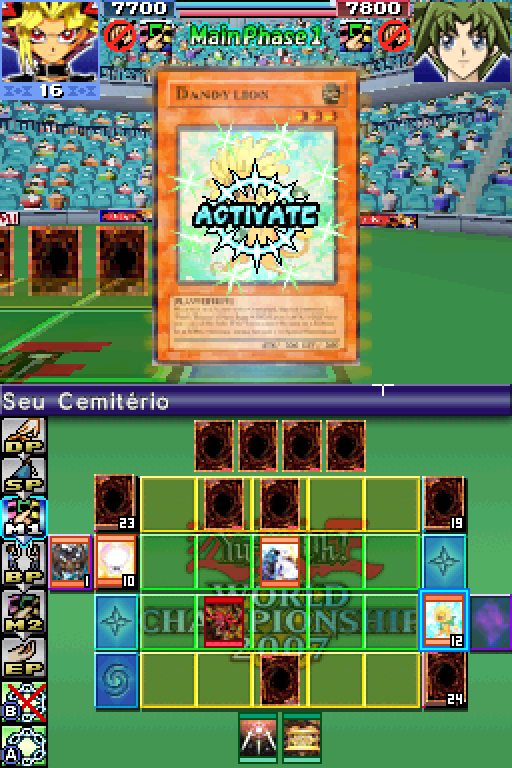 7700
Main Phase 1
7800
16
DANDYLION
ACTIVATE
Seu Cemitério
DP
SP
M1
BP
M2
EP
B
A
23
19
1
10
12
24
Yu-Gi-Oh!
WORLD
CHAMPIONSHIP
2007